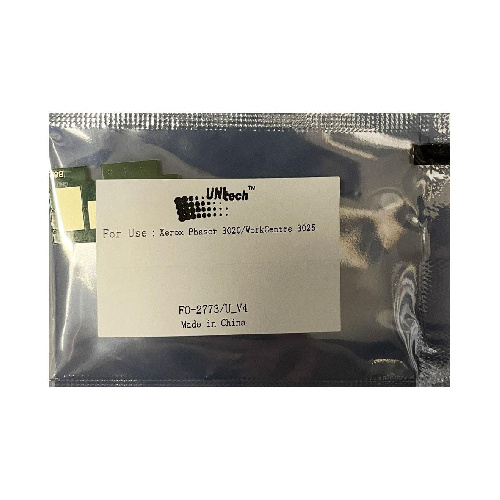 UNItech™
For Use : Xerox Phaser 3020/WorkCentre 3025
FO-2773/U_V4
Made in China